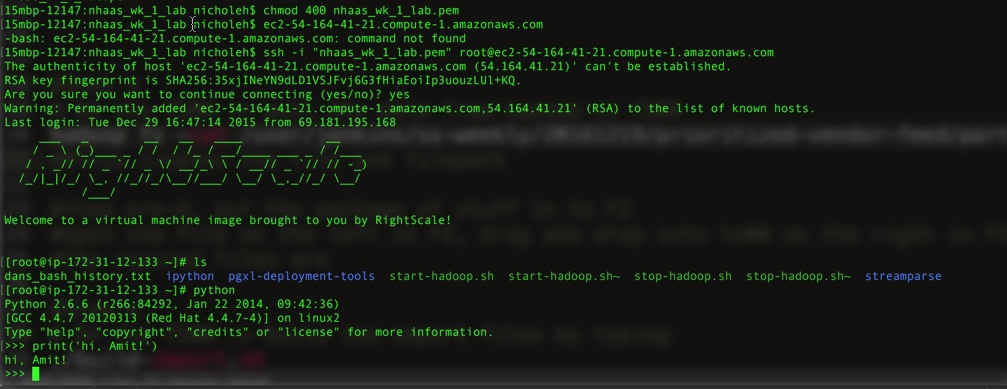 [15mbp-12147:nhaas_wk_1_lab nicholeh$ chmod 400 nhaas_wk_1_lab.pem
[15mbp-12147:nhaas_wk_1_lab nicholeh$ ec2-54-164-41-21.compute-1.amazonaws.com
-bash: ec2-54-164-41-21.compute-1.amazonaws.com: command not found
[15mbp-12147:nhaas_wk_1_lab nicholeh$ ssh -i "nhaas_wk_1_lab.pem" root@ec2-54-164-41-21.compute-1.amazonaws.com
The authenticity of host 'ec2-54-164-41-21.compute-1.amazonaws.com (54.164.41.21)' can't be established.
RSA key fingerprint is SHA256:35xjINeYN9dLD1VSJFvj6G3fHiaEoiIp3uouzLUl+KQ.
Are you sure you want to continue connecting (yes/no)? yes
Warning: Permanently added 'ec2-54-164-41-21.compute-1.amazonaws.com,54.164.41.21' (RSA) to the list of known hosts.
Last login: Tue Dec 29 16:47:14 2015 from 69.181.195.168
RightScale
Welcome to a virtual machine image brought to you by RightScale!
[[root@ip-172-31-12-133 ~]# ls
dans_bash_history.txt ipython pgxl-deployment-tools start-hadoop.sh start-hadoop.sh~ stop-hadoop.sh stop-hadoop.sh~ streamparse
[[root@ip-172-31-12-133 ~]# python
Python 2.6.6 (r266:84292, Jan 22 2014, 09:42:36)
[GCC 4.4.7 20120313 (Red Hat 4.4.7-4)] on linux2
Type "help", "copyright", "credits" or "license" for more information.
>>> print('hi, Amit!')
hi, Amit!
>>>